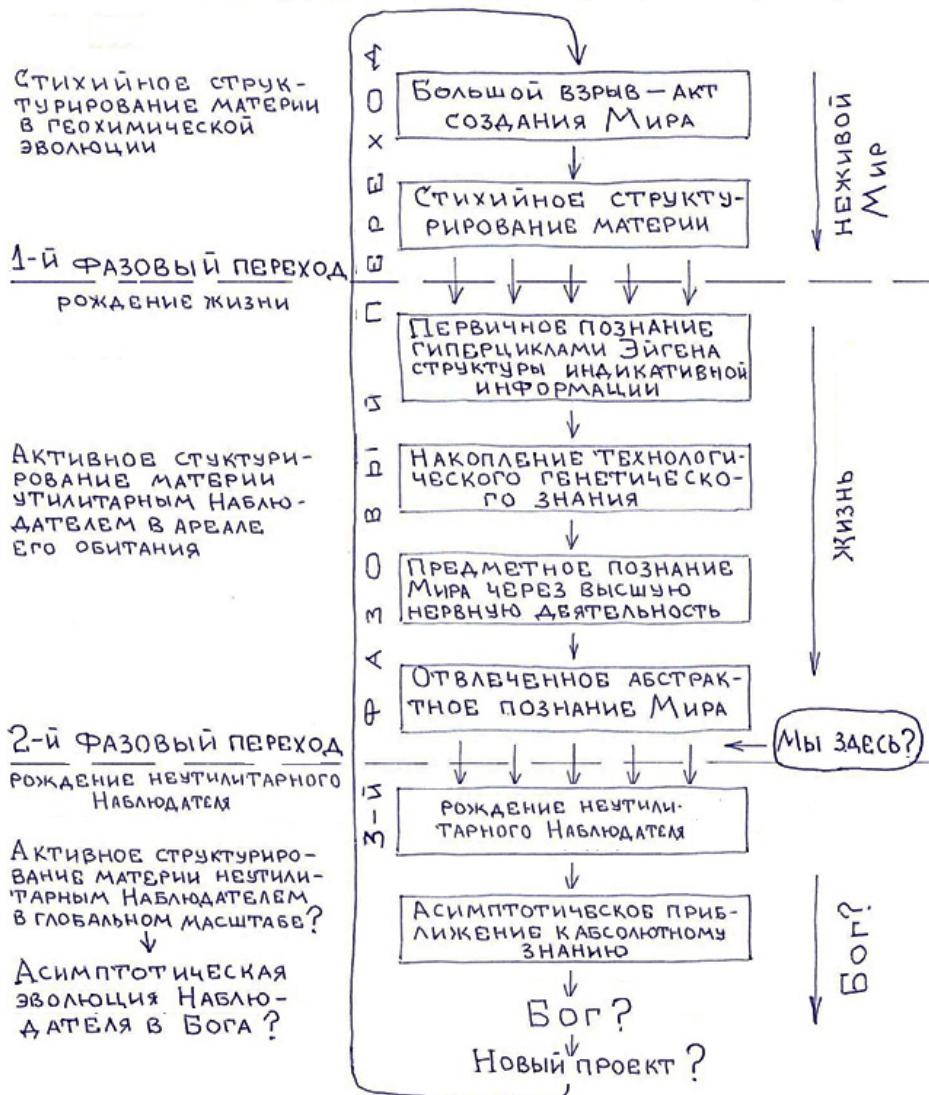 Стихийное струк-
турирование материи
в геохимической
эволюции
1-й фазовый переход
рождение жизни
Активное стуктури-
рование материи
утилитарным Наблю-
дателем в ареале
его обитания
2-й фазовый переход
рождение неутилитарного
Наблюдателя
Активное структуриро-
вание материи неутили-
тарным Наблюдателем
в глобальном масштабе?
Асимптотическая
эволюция Наблю-
дателя в Бога?
3-й фазовый переход
Большой взрыв – акт
создания Мира
Стихийное структу-
рирование материи
Первичное познание
гиперциклами Эйгена
структуры индикативной
информации
Накопление технологи-
ческого генетическо-
го знания
Предметное познание
Мира через высшую
нервную деятельность
Отвлеченное абстрак-
тное познание Мира
рождение неутили-
тарного Наблюдателя
Асимптотическое приб-
лижение к абсолютному
знанию
Бог?
Новый проект?
неживой
Мир
жизнь
Мы здесь?
Бог?